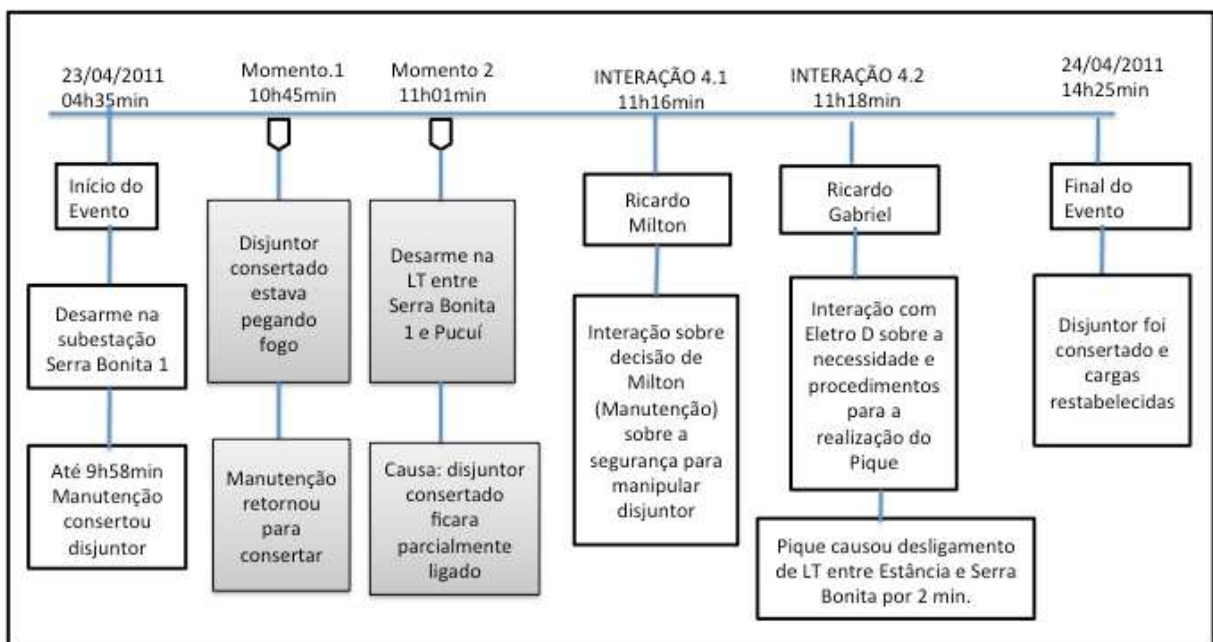 23/04/2011
04h35min
Início do
Evento
Desarme na
subestação
Serra Bonita 1
Até 9h58min
Manutenção
consertou
disjuntor
Momento.1
10h45min
Disjuntor
consertado
estava
pegando
fogo
Manutenção
retornou
para
consertar
Momento 2
11h01min
Desarme na
LT entre
Serra Bonita
1 e Pucuí
Causa: disjuntor
consertado
ficara
parcialmente
ligado
INTERAÇÃO 4.1
11h16min
Ricardo
Milton
Interação sobre
decisão de
Milton
(Manutenção)
sobre a
segurança para
manipular
disjuntor
INTERAÇÃO 4.2
11h18min
Ricardo
Gabriel
Interação com
Eletro D sobre a
necessidade e
procedimentos
para a
realização do
Pique
Pique causou desligamento
de LT entre Estância e Serra
Bonita por 2 min.
24/04/2011
14h25min
Final do
Evento
Disjuntor foi
consertado e
cargas
restabelecidas